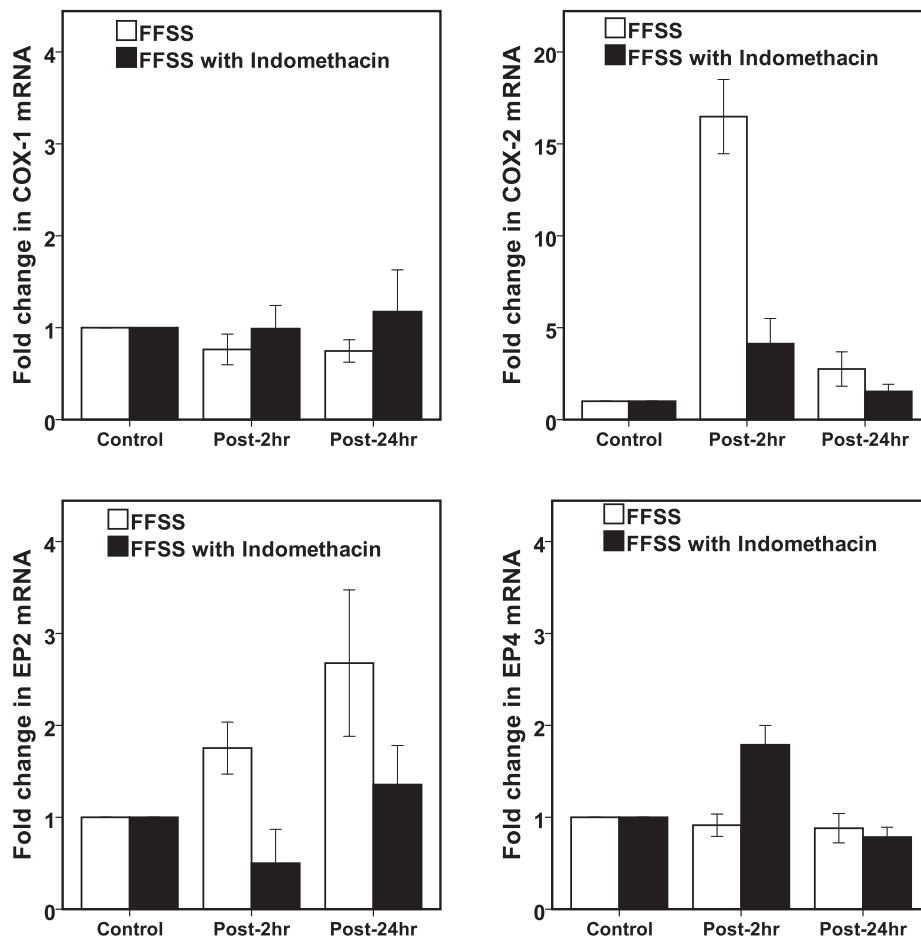 Fold change in COX-1 mRNA
FFSS
FFSS with Indomethacin
4
3
2
1
0
Control Post-2hr Post-24hr
Fold change in COX-2 mRNA
FFSS
FFSS with Indomethacin
20
15
10
5
0
Control Post-2hr Post-24hr
Fold change in EP2 mRNA
FFSS
FFSS with Indomethacin
4
3
2
1
0
Control Post-2hr Post-24hr
Fold change in EP4 mRNA
FFSS
FFSS with Indomethacin
4
3
2
1
0
Control Post-2hr Post-24hr